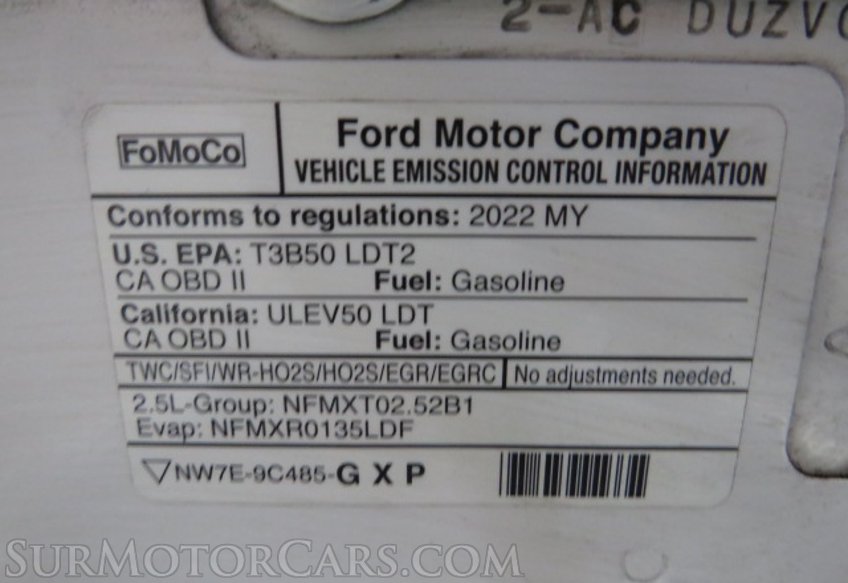 2-AC DUZV
FoMoCo
Ford Motor Company
VEHICLE EMISSION CONTROL INFORMATION
Conforms to regulations: 2022 MY
U.S. EPA: T3B50 LDT2
CA OBD II Fuel: Gasoline
California: ULEV50 LDT
CA OBD II Fuel: Gasoline
TWC/SFI/WR-HO2S/HO2S/EGR/EGRC No adjustments needed.
2.5L-Group: NFMXT02.52B1
Evap: NFMXR0135LDF
NW7E-9C485-G X P
SURMOTORCARS.COM